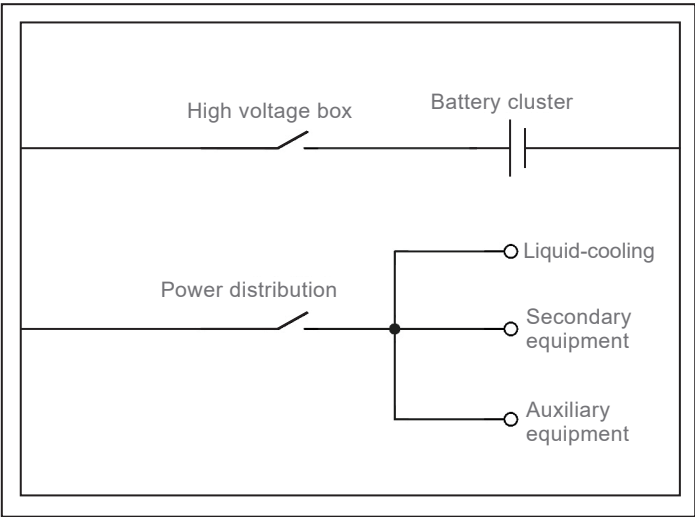 High voltage box
Battery cluster
Liquid-cooling
Power distribution
Secondary
equipment
Auxiliary
equipment